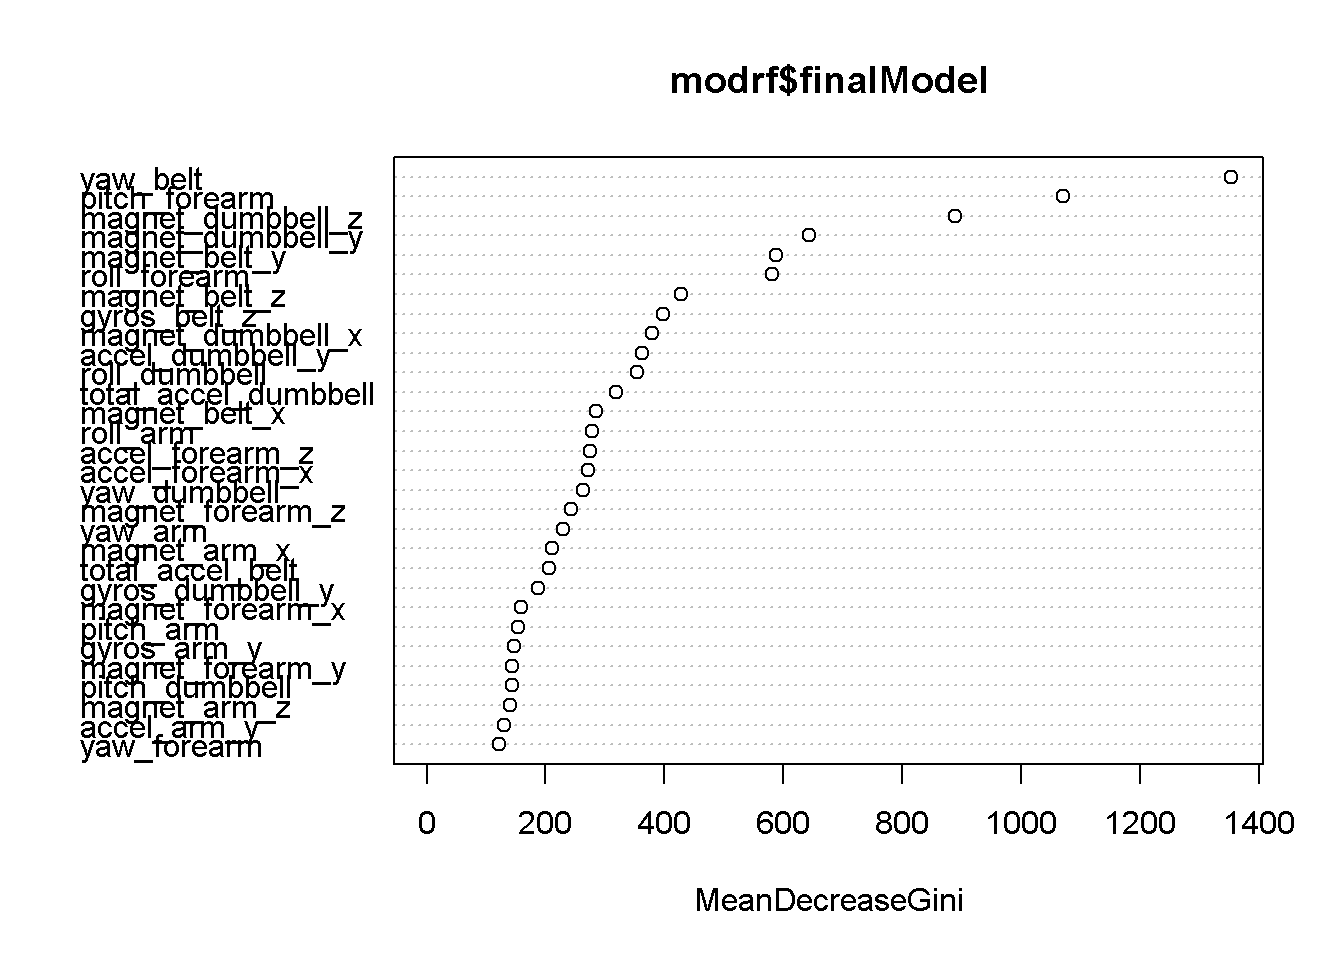 modrf$finalModel
yaw_belt
pitch_forearm
magnet_dumbbell_z
magnet_dumbbell_y
magnet_belt_y
roll_forearm
magnet_belt_z
gyros_belt_z
magnet_dumbbell_x
accel_dumbbell_y
roll_dumbbell
total_accel_dumbbell
magnet_belt_x
roll_arm
accel_forearm_z
accel_forearm_x
yaw_dumbbell
magnet_forearm_z
yaw_arm
magnet_arm_x
total_accel_belt
gyros_dumbbell_y
magnet_forearm_x
pitch_arm
gyros_arm_y
magnet_forearm_y
pitch_dumbbell
magnet_arm_z
accel_arm_y
yaw_forearm
0 200 400 600 800 1000 1200 1400
MeanDecreaseGini